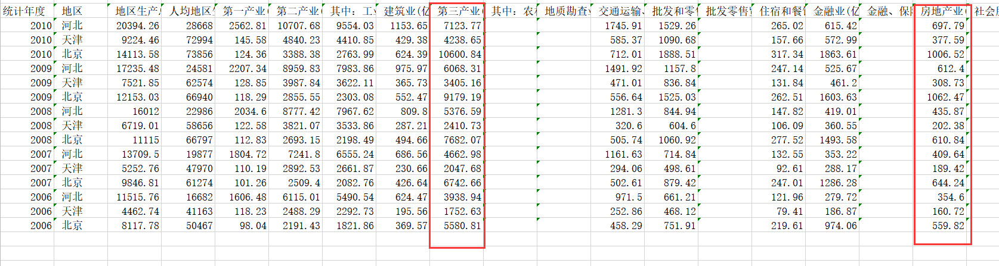 统计年度 地区 地区生产总 人均地区生 第一产业( 第二产业( 其中: 工业 建筑业(亿 第三产业( 其中: 农林 地质勘查业 交通运输、 批发和零售 批发零售贸 住宿和餐饮 金融业(亿 金融、保险 房地产业( 社会服
2010 河北 20394.26 28668 2562.81 10707.68 9554.03 1153.65 7123.77 1745.91 1529.26 265.02 615.42 697.79
2010 天津 9224.46 72994 145.58 4840.23 4410.85 429.38 4238.65 585.37 1090.68 157.66 572.99 377.59
2010 北京 14113.58 73856 124.36 3388.38 2763.99 624.39 10600.84 712.01 1888.51 317.34 1863.61 1006.52
2009 河北 17235.48 24581 2207.34 8959.83 7983.86 975.97 6068.31 1491.92 1157.8 247.14 525.67 612.4
2009 天津 7521.85 62574 128.85 3987.84 3622.11 365.73 3405.16 471.01 836.84 131.84 461.2 308.73
2009 北京 12153.03 66940 118.29 2855.55 2303.08 552.47 9179.19 556.64 1525.03 262.51 1603.63 1062.47
2008 河北 16012 22986 2034.6 8777.42 7967.62 809.8 5376.59 1281.3 844.94 147.82 419.01 435.87
2008 天津 6719.01 58656 122.58 3821.07 3533.86 287.21 2410.73 320.6 604.6 106.09 360.55 202.38
2008 北京 11115 66797 112.83 2693.15 2198.49 494.66 7682.07 505.74 1060.92 277.52 1493.58 610.84
2007 河北 13709.5 19877 1804.72 7241.8 6555.24 686.56 4662.98 1161.63 714.84 132.55 353.22 409.64
2007 天津 5252.76 47970 110.19 2892.53 2661.87 230.66 2047.68 294.06 498.61 92.61 288.17 189.42
2007 北京 9846.81 61274 101.26 2509.4 2082.76 426.64 6742.66 502.61 879.42 247.01 1286.28 644.24
2006 河北 11515.76 16682 1606.48 6115.01 5490.54 624.47 3938.94 971.5 661.21 121.96 279.72 354.6
2006 天津 4462.74 41163 118.23 2488.29 2292.73 195.56 1752.63 252.86 468.12 79.41 186.87 160.72
2006 北京 8117.78 50467 98.04 2191.43 1821.86 369.57 5580.81 458.29 751.91 219.61 974.06 559.82